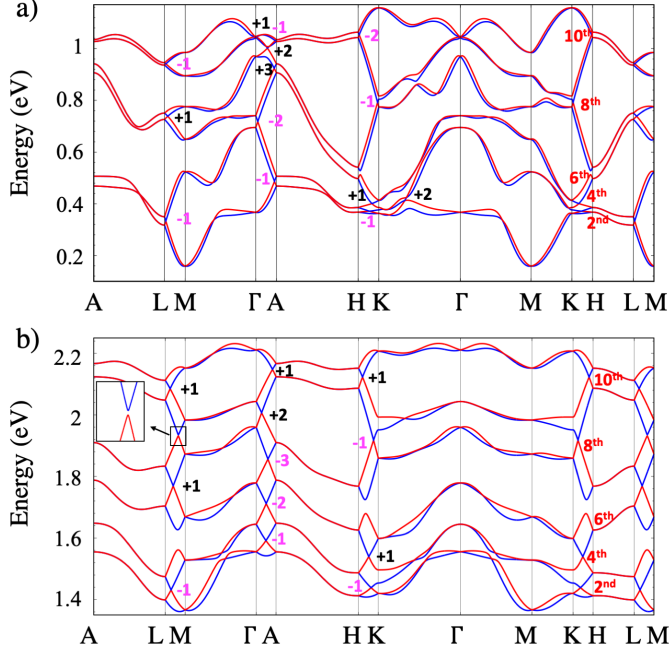 a)
Energy (eV)
1
0.8
0.6
0.4
0.2
+1
-1
-2
10th
+2
-1
+3
-1
8th
+1
-2
-1
6th
+1
+2
4th
-1
-1
2nd
A L M Γ A H K Γ M K H L M
b)
Energy (eV)
2.2
2
1.8
1.6
1.4
+1
+1
+1
10th
+2
-1
8th
-3
+1
-2
6th
-1
+1
4th
-1
-1
2nd
A L M Γ A H K Γ M K H L M